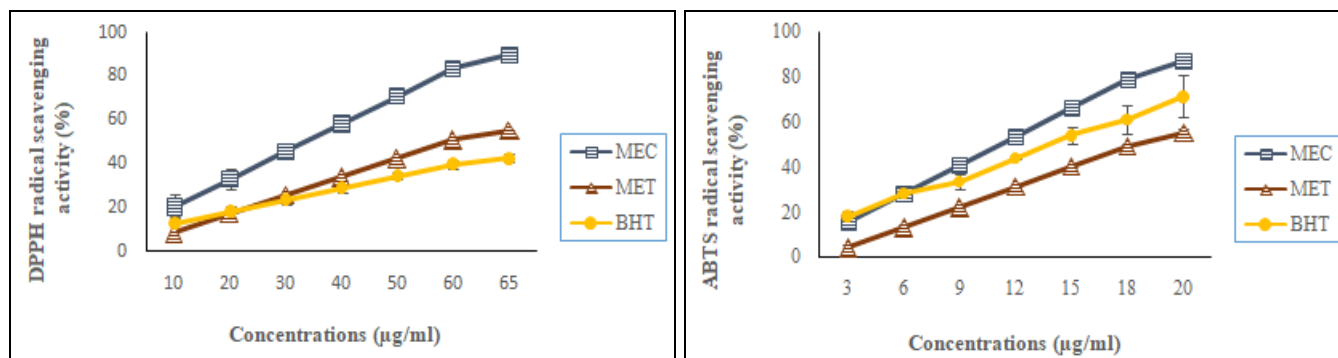 DPPH radical scavenging
activity (%)
100
80
60
40
20
0
10 20 30 40 50 60 65
Concentrations (µg/ml)
MEC
MET
BHT
ABTS radical scavenging
activity (%)
100
80
60
40
20
0
3 6 9 12 15 18 20
Concentrations (µg/ml)
MEC
MET
BHT